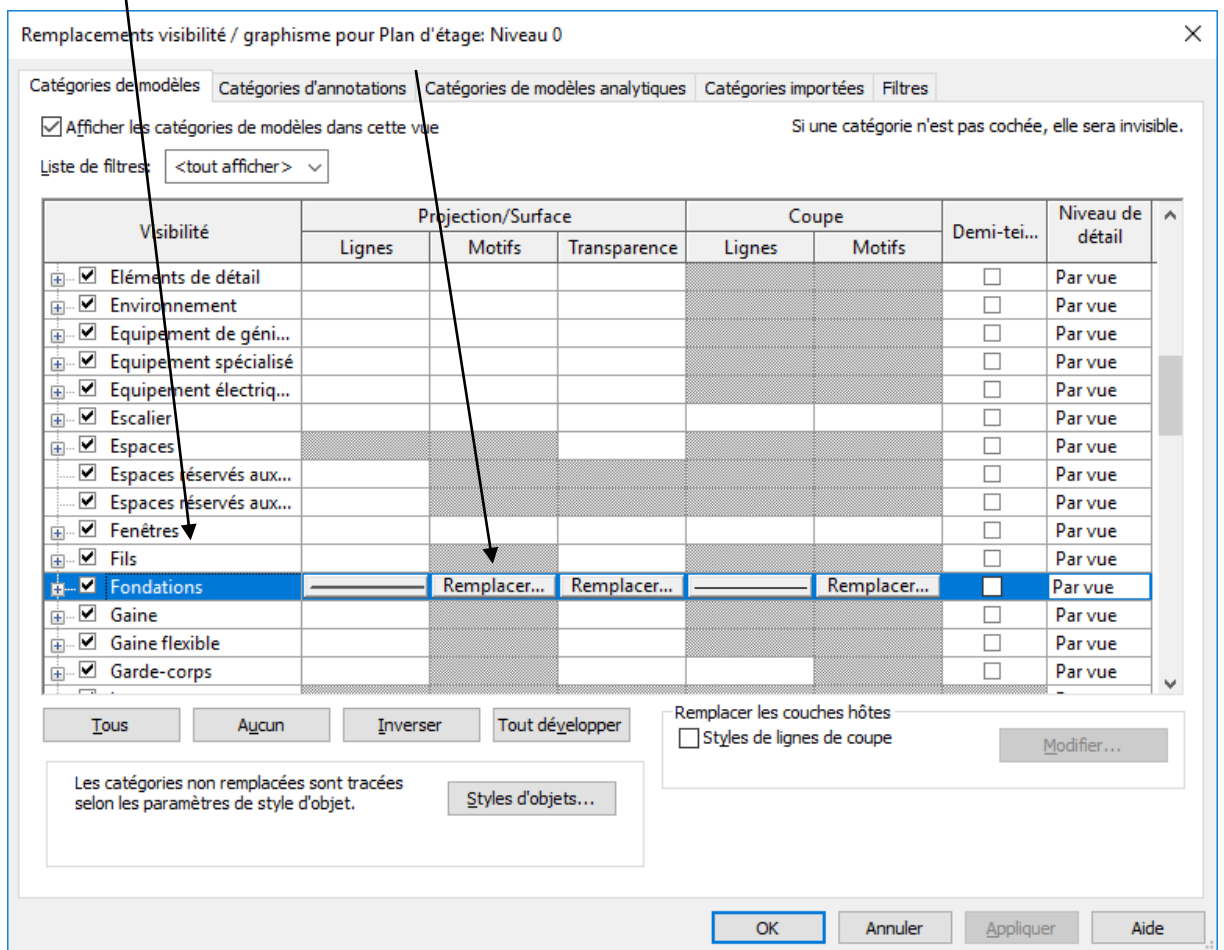 Remplacements visibilité / graphisme pour Plan d'étage: Niveau 0
Catégories de modèles Catégories d'annotations Catégories de modèles analytiques Catégories importées Filtres
Afficher les catégories de modèles dans cette vue Si une catégorie n'est pas cochée, elle sera invisible.
Liste de filtres: <tout afficher>
Visibilité Projection/Surface Coupe Demi-tei... Niveau de détail
Lignes Motifs Transparence Lignes Motifs
Eléments de détail Par vue
Environnement Par vue
Equipement de géni... Par vue
Equipement spécialisé Par vue
Equipement électriq... Par vue
Escalier Par vue
Espaces Par vue
Espaces réservés aux... Par vue
Espaces réservés aux... Par vue
Fenêtres Par vue
Fils Par vue
Fondations Remplacer... Remplacer... Remplacer... Par vue
Gaine Par vue
Gaine flexible Par vue
Garde-corps Par vue
Tous Aucun Inverser Tout développer
Remplacer les couches hôtes
Styles de lignes de coupe Modifier...
Les catégories non remplacées sont tracées
selon les paramètres de style d'objet.
Styles d'objets...
OK Annuler Appliquer Aide